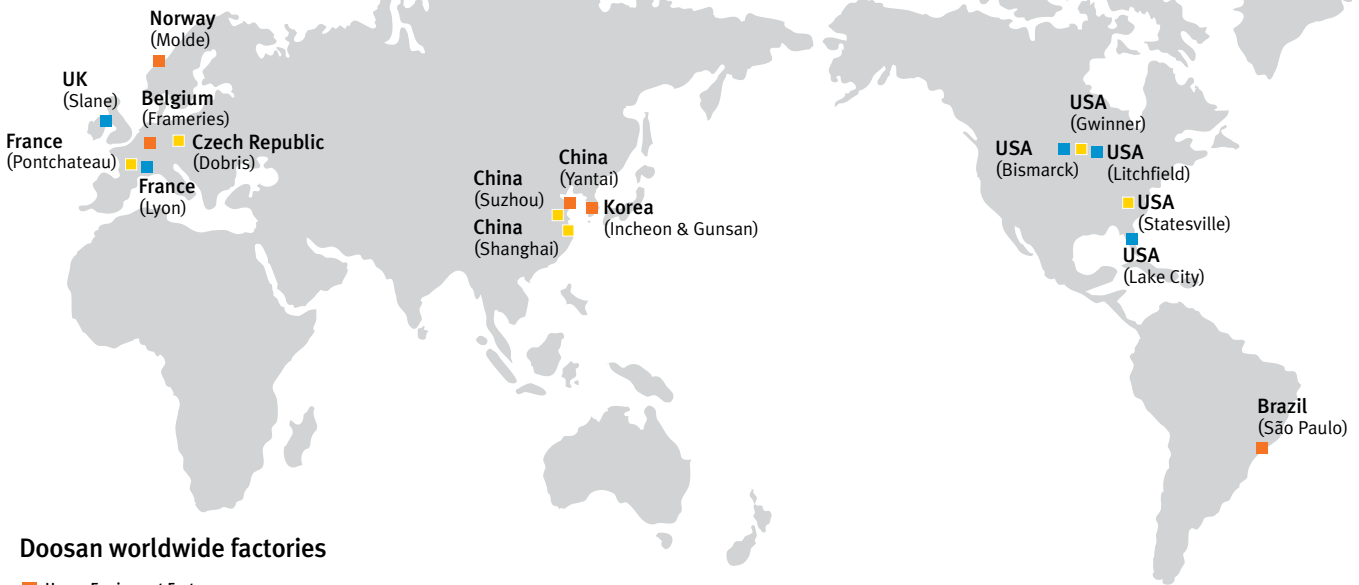 Norway
(Molde)
UK
(Slane)
Belgium
(Frameries)
France
(Pontchateau)
Czech Republic
(Dobris)
France
(Lyon)
China
(Yantai)
China
(Suzhou)
Korea
(Incheon & Gunsan)
China
(Shanghai)
USA
(Gwinner)
USA
(Bismarck)
USA
(Litchfield)
USA
(Statesville)
USA
(Lake City)
Brazil
(São Paulo)
Doosan worldwide factories